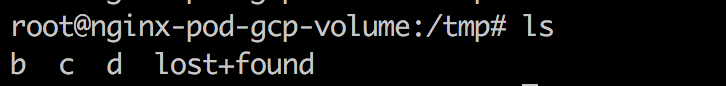 root@nginx-pod-gcp-volume:/tmp# ls
b  c  d  lost+found